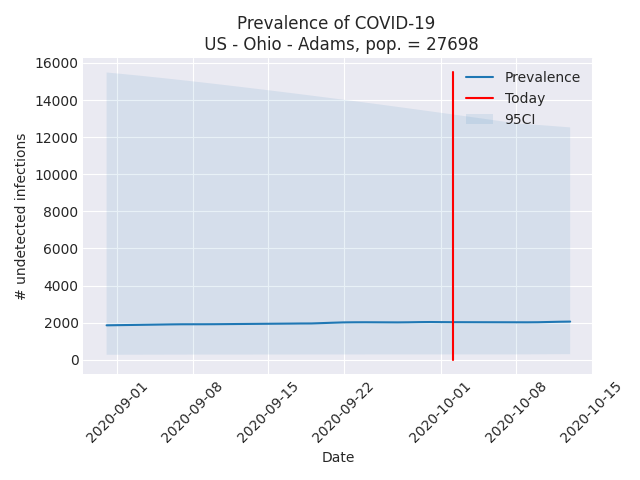 Prevalence of COVID-19
US - Ohio - Adams, pop. = 27698
Prevalence
Today
95CI
16000
14000
12000
10000
8000
6000
4000
2000
0
# undetected infections
2020-09-01
2020-09-08
2020-09-15
2020-09-22
2020-10-01
2020-10-08
2020-10-15
Date